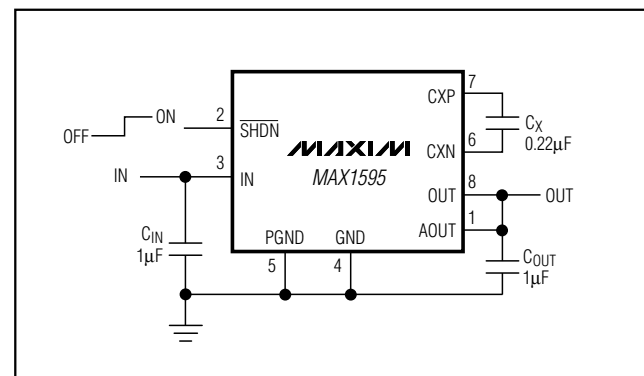 OFF
ON
2
SHDN
IN
3
IN
CIN
1µF
MAXIM
MAX1595
PGND
GND
5
4
CXP
7
CXN
6
CX
0.22µF
OUT
8
OUT
AOUT
1
COUT
1µF